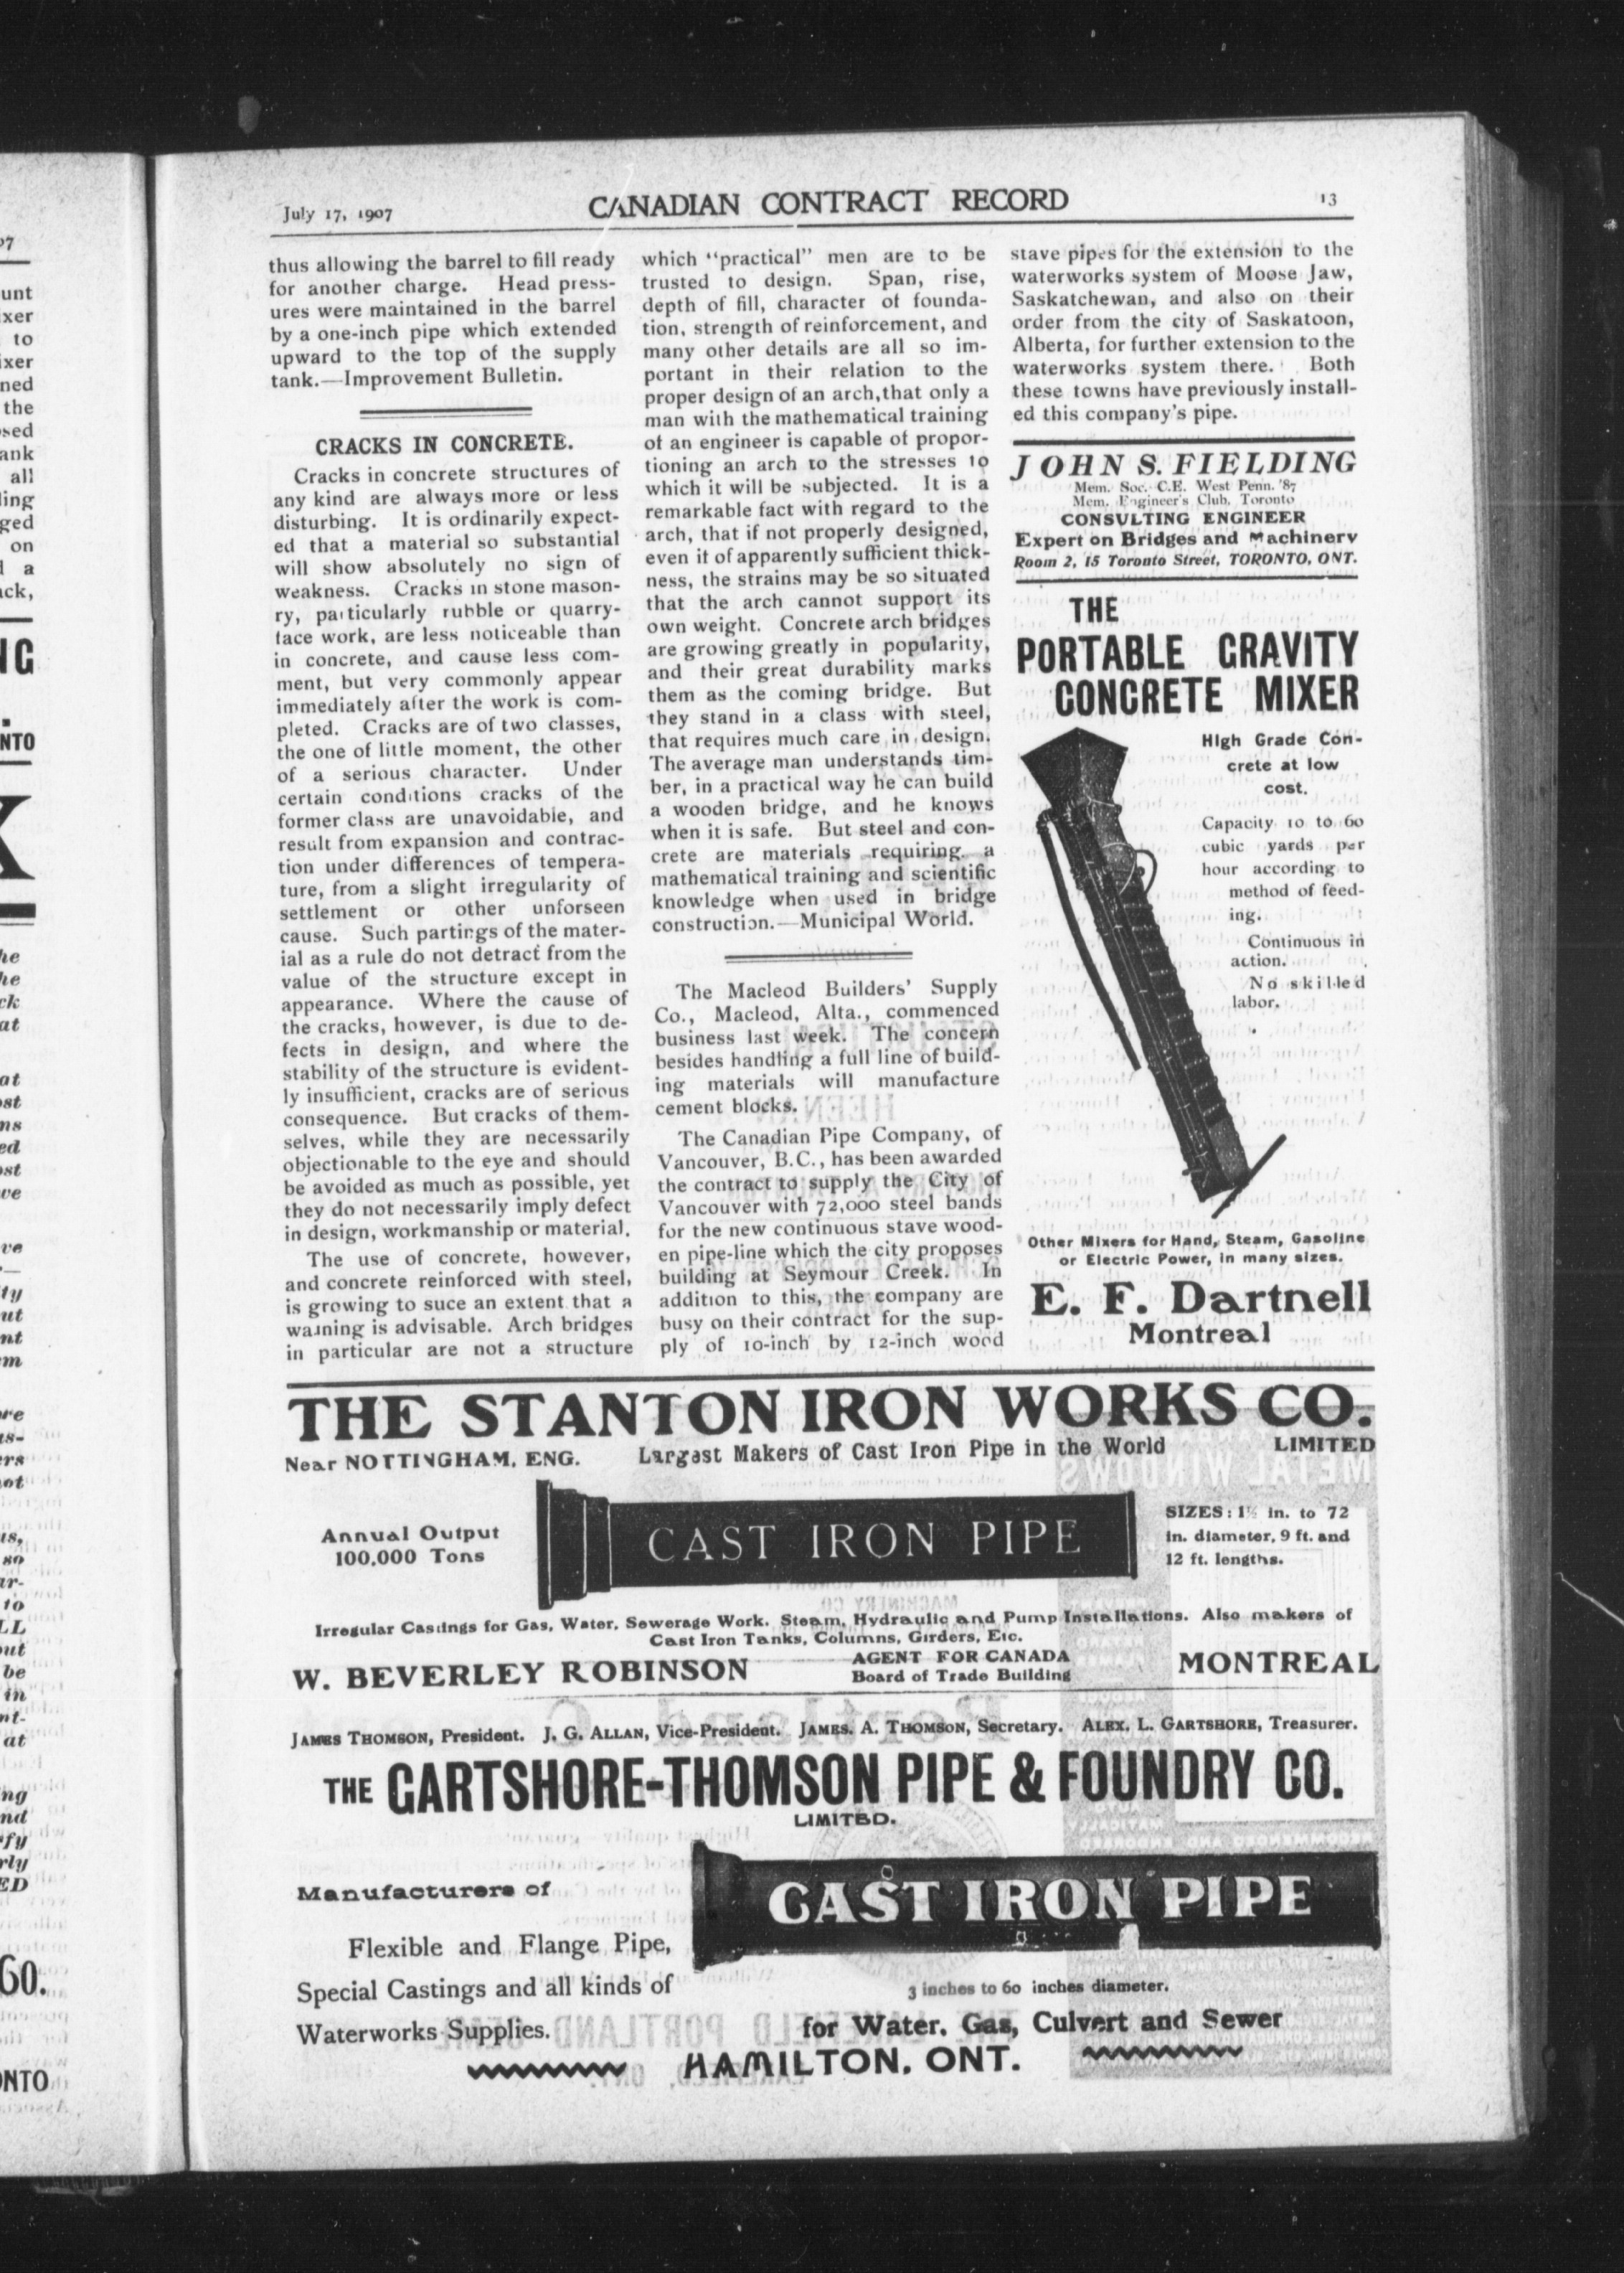 July 17, 1907
CANADIAN CONTRACT RECORD
13
thus allowing the barrel to fill ready
for another charge. Head press-
ures were maintained in the barrel
by a one-inch pipe which extended
upward to the top of the supply
tank.—Improvement Bulletin.
CRACKS IN CONCRETE.
Cracks in concrete structures of
any kind are always more or less
disturbing. It is ordinarily expect-
ed that a material so substantial
will show absolutely no sign of
weakness. Cracks in stone mason-
ry, particularly rubble or quarry-
face work, are less noticeable than
in concrete, and cause less com-
ment, but very commonly appear
immediately after the work is com-
pleted. Cracks are of two classes,
the one of little moment, the other
of a serious character. Under
certain conditions cracks of the
former class are unavoidable, and
result from expansion and contrac-
tion under differences of tempera-
ture, from a slight irregularity of
settlement or other unforseen
cause. Such partings of the mater-
ial as a rule do not detract from the
value of the structure except in
appearance. Where the cause of
the cracks, however, is due to de-
fects in design, and where the
stability of the structure is evident-
ly insufficient, cracks are of serious
consequence. But cracks of them-
selves, while they are necessarily
objectionable to the eye and should
be avoided as much as possible, yet
they do not necessarily imply defect
in design, workmanship or material.
The use of concrete, however,
and concrete reinforced with steel,
is growing to suce an extent that a
warning is advisable. Arch bridges
in particular are not a structure
which "practical" men are to be
trusted to design. Span, rise,
depth of fill, character of founda-
tion, strength of reinforcement, and
many other details are all so im-
portant in their relation to the
proper design of an arch, that only a
man with the mathematical training
of an engineer is capable of propor-
tioning an arch to the stresses to
which it will be subjected. It is a
remarkable fact with regard to the
arch, that if not properly designed,
even if of apparently sufficient thick-
ness, the strains may be so situated
that the arch cannot support its
own weight. Concrete arch bridges
are growing greatly in popularity,
and their great durability marks
them as the coming bridge. But
they stand in a class with steel,
that requires much care in design.
The average man understands tim-
ber, in a practical way he can build
a wooden bridge, and he knows
when it is safe. But steel and con-
crete are materials requiring a
mathematical training and scientific
knowledge when used in bridge
construction.—Municipal World.
The Macleod Builders' Supply
Co., Macleod, Alta., commenced
business last week. The concern
besides handling a full line of build-
ing materials will manufacture
cement blocks.
The Canadian Pipe Company, of
Vancouver, B.C., has been awarded
the contract to supply the City of
Vancouver with 72,000 steel bands
for the new continuous stave wood-
en pipe-line which the city proposes
building at Seymour Creek. In
addition to this, the company are
busy on their contract for the sup-
ply of 10-inch by 12-inch wood
stave pipes for the extension to the
waterworks system of Moose Jaw,
Saskatchewan, and also on their
order from the city of Saskatoon,
Alberta, for further extension to the
waterworks system there. Both
these towns have previously install-
ed this company's pipe.
JOHN S. FIELDING
Mem. Soc. C.E. West Penn. '87
Mem. Engineer's Club, Toronto
CONSULTING ENGINEER
Expert on Bridges and Machinery
Room 2, 15 Toronto Street, TORONTO, ONT.
THE
PORTABLE GRAVITY
CONCRETE MIXER
High Grade Con-
crete at low
cost.
Capacity 10 to 60
cubic yards per
hour according to
method of feed-
ing.
Continuous in
action.
No skilled
labor.
Other Mixers for Hand, Steam, Gasoline
or Electric Power, in many sizes.
E. F. Dartnell
Montreal
THE STANTON IRON WORKS CO.
LIMITED
Near NOTTINGHAM, ENG. Largest Makers of Cast Iron Pipe in the World
Annual Output
100,000 Tons
CAST IRON PIPE
SIZES: 1½ in. to 72
in. diameter, 9 ft. and
12 ft. lengths.
Irregular Castings for Gas, Water, Sewerage Work, Steam, Hydraulic and Pump Installations. Also makers of
Cast Iron Tanks, Columns, Girders, Etc.
W. BEVERLEY ROBINSON
AGENT FOR CANADA
Board of Trade Building
MONTREAL
JAMES THOMSON, President. J. G. ALLAN, Vice-President. JAMES. A. THOMSON, Secretary. ALEX. L. GARTSHORE, Treasurer.
THE GARTSHORE-THOMSON PIPE & FOUNDRY CO.
LIMITED.
Manufacturers of
Flexible and Flange Pipe,
Special Castings and all kinds of
Waterworks Supplies.
CAST IRON PIPE
3 inches to 60 inches diameter.
for Water, Gas, Culvert and Sewer
HAMILTON, ONT.